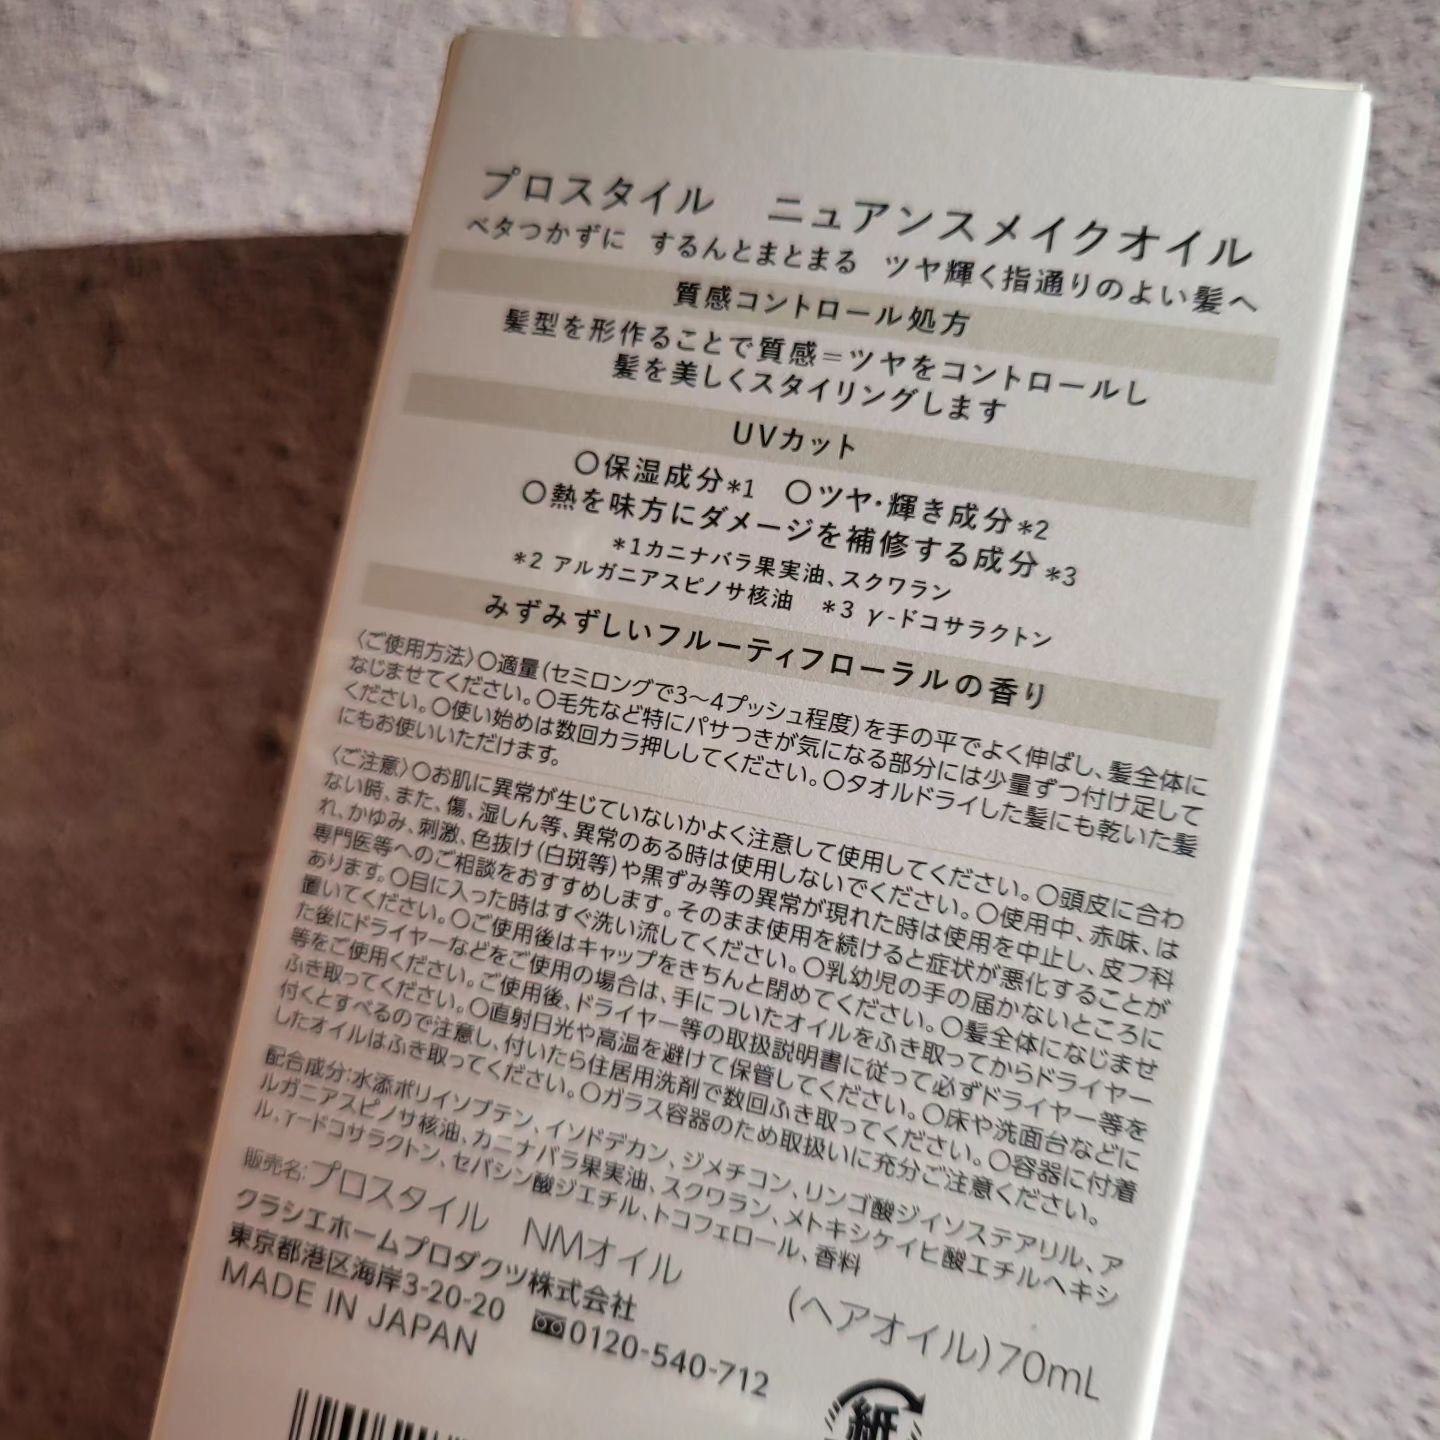 プロスタイル ニュアンスメイクオイル
ベタつかずに するんとまとまる ツヤ輝く指通りのよい髪へ
質感コントロール処方
髪型を形作ることで質感＝ツヤをコントロールし
髪を美しくスタイリングします
UVカット
○保湿成分*1 ○ツヤ・輝き成分*2
○熱を味方にダメージを補修する成分*3
*1カニナバラ果実油、スクワラン
*2 アルガニアスピノサ核油 *3 γ-ドコサラクトン
みずみずしいフルーティフローラルの香り
〈ご使用方法〉○適量(セミロングで3〜4プッシュ程度)を手の平でよく伸ばし、髪全体に
なじませてください。○毛先など特にパサつきが気になる部分には少量ずつ付け足して
ください。○使い始めは数回カラ押ししてください。○タオルドライした髪にも乾いた髪
にもお使いいただけます。
〈ご注意〉○お肌に異常が生じていないかよく注意して使用してください。○頭皮に合わ
ない時、また、傷、湿しん等、異常のある時は使用しないでください。○使用中、赤味、は
れ、かゆみ、刺激、色抜け(白斑等)や黒ずみ等の異常が現れた時は使用を中止し、皮フ科
専門医等へのご相談をおすすめします。そのまま使用を続けると症状が悪化することが
あります。○目に入った時はすぐ洗い流してください。○乳幼児の手の届かないところに
置いてください。○ご使用後はキャップをきちんと閉めてください。○髪全体になじませ
た後にドライヤーなどをご使用の場合は、手についたオイルをふき取ってからドライヤー
等をご使用ください。ご使用後、ドライヤー等の取扱説明書に従って必ずドライヤー等を
ふき取ってください。○直射日光や高温を避けて保管してください。○床や洗面台などに
付くとすべるので注意し、付いたら住居用洗剤で数回ふき取ってください。○容器に付着
したオイルはふき取ってください。○ガラス容器のため取扱いに充分ご注意ください。
配合成分:水添ポリイソブテン、イソドデカン、ジメチコン、リンゴ酸ジイソステアリル、ア
ルガニアスピノサ核油、カニナバラ果実油、スクワラン、メトキシケイヒ酸エチルヘキシ
ル、γ-ドコサラクトン、セバシン酸ジエチル、トコフェロール、香料
販売名:プロスタイル NMオイル (ヘアオイル)70mL
クラシエホームプロダクツ株式会社
東京都港区海岸3-20-20 0120-540-712
MADE IN JAPAN
紙